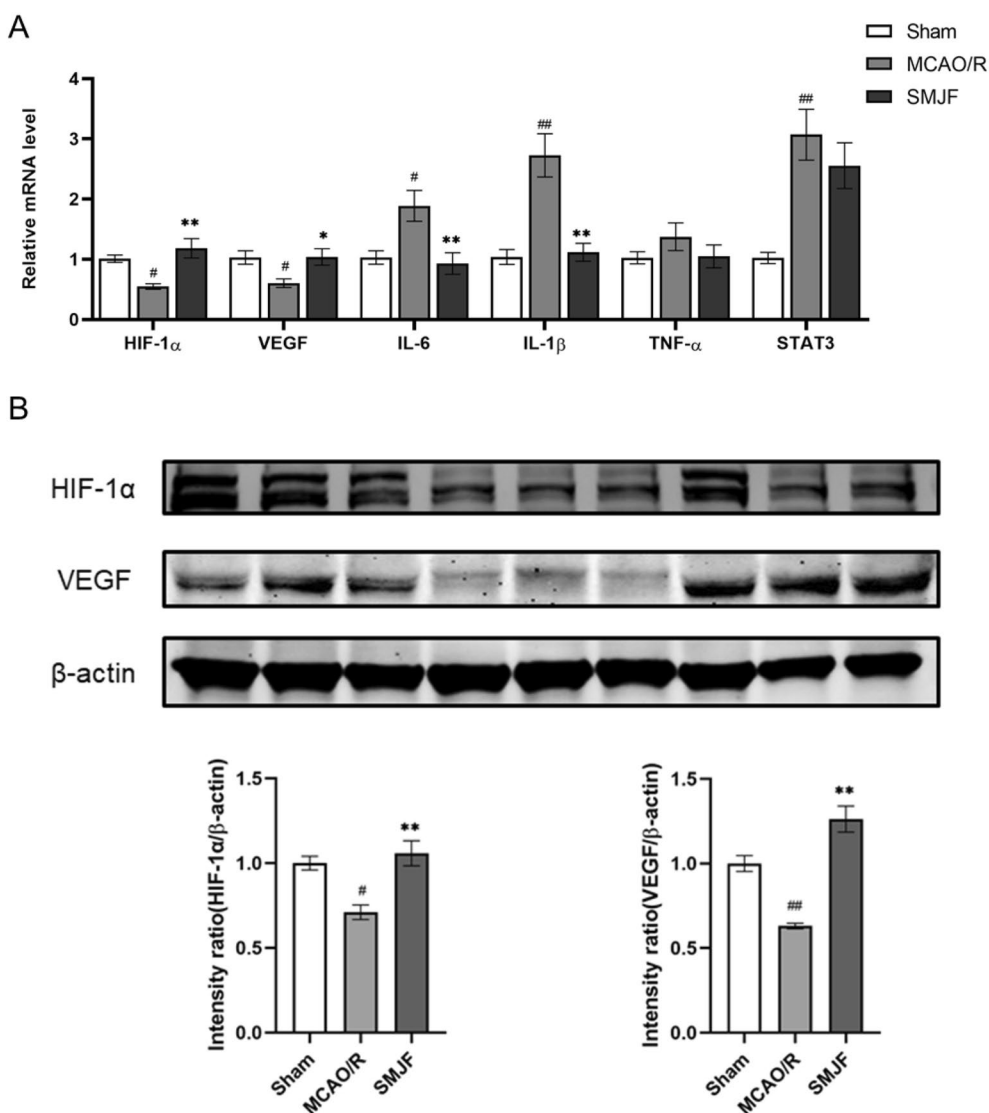 A
Sham
MCAO/R
SMJF
Relative mRNA level
4
3
2
1
0
# ** # * # ** ## ** ##
HIF-1α VEGF IL-6 IL-1β TNF-α STAT3
B
HIF-1α
VEGF
β-actin
Intensity ratio(HIF-1α/β-actin)
1.5
1.0
0.5
0.0
# **
Sham MCAO/R SMJF
Intensity ratio(VEGF/β-actin)
1.5
1.0
0.5
0.0
## **
Sham MCAO/R SMJF